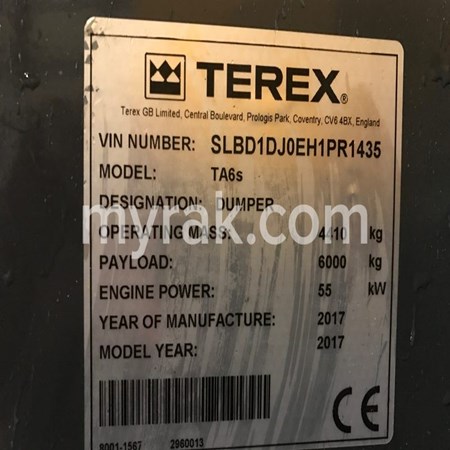 TEREX®
Terex GB Limited, Central Boulevard, Prologis Park, Coventry, CV6 4BX, England
VIN NUMBER: SLBD1DJ0EH1PR1435
MODEL: TA6s
DESIGNATION: DUMPER
myrak.com
OPERATING MASS: 4410 kg
PAYLOAD: 6000 kg
ENGINE POWER: 55 kW
YEAR OF MANUFACTURE: 2017
MODEL YEAR: 2017
CE
8001-1567 2960013